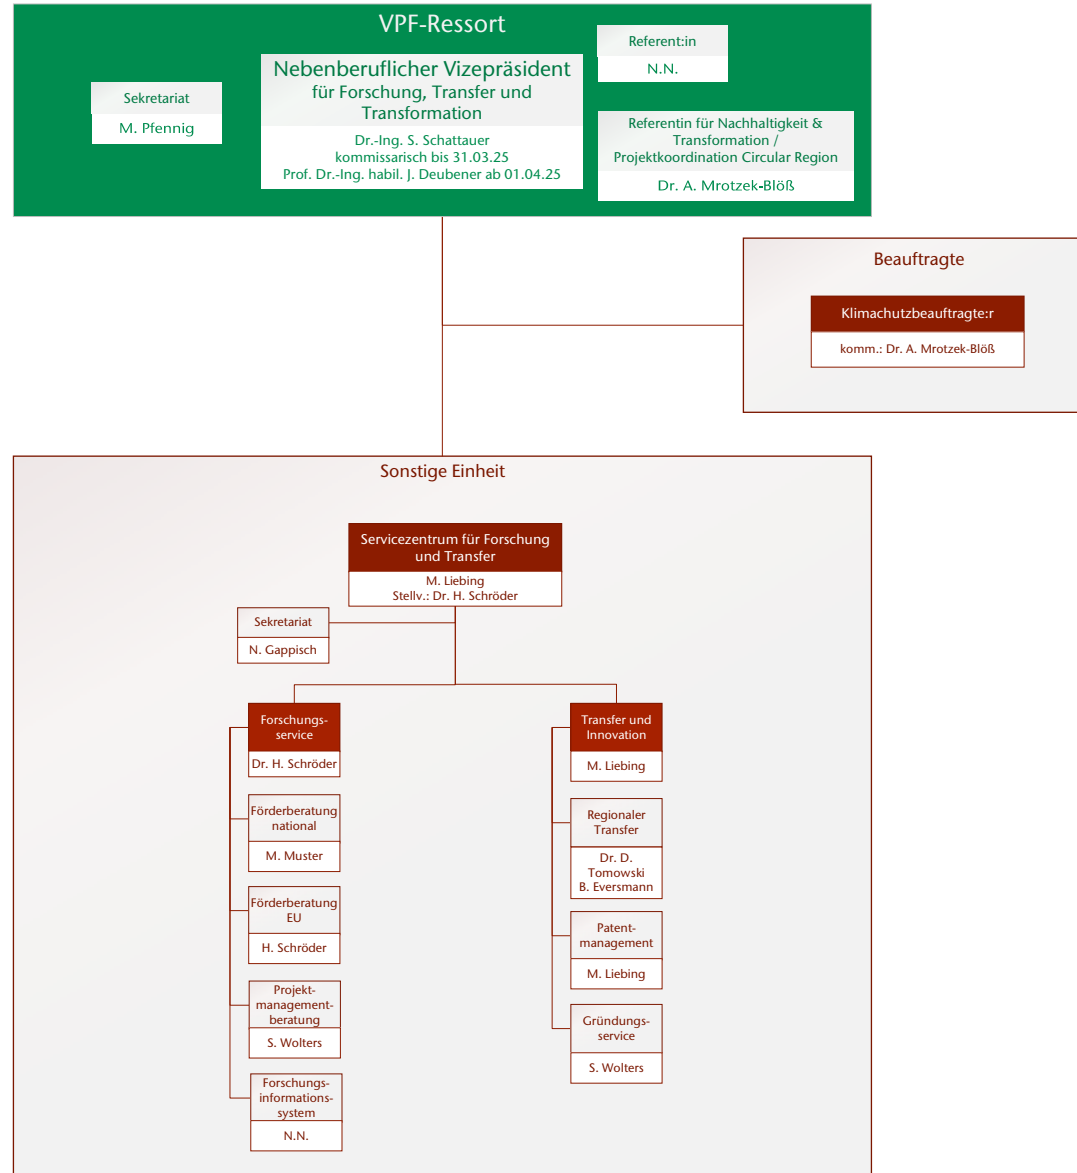 VPF-Ressort
Referent:in
N.N.
Nebenberuflicher Vizepräsident
für Forschung, Transfer und
Transformation
Dr.-Ing. S. Schattauer
kommissarisch bis 31.03.25
Prof. Dr.-Ing. habil. J. Deubener ab 01.04.25
Sekretariat
M. Pfennig
Referentin für Nachhaltigkeit &
Transformation /
Projektkoordination Circular Region
Dr. A. Mrotzek-Blöß
Beauftragte
Klimachutzbeauftragte:r
komm.: Dr. A. Mrotzek-Blöß
Sonstige Einheit
Servicezentrum für Forschung
und Transfer
M. Liebing
Stellv.: Dr. H. Schröder
Sekretariat
N. Gappisch
Forschungs-
service
Dr. H. Schröder
Förderberatung
national
M. Muster
Förderberatung
EU
H. Schröder
Projekt-
management-
beratung
S. Wolters
Forschungs-
informations-
system
N.N.
Transfer und
Innovation
M. Liebing
Regionaler
Transfer
Dr. D.
Tomowski
B. Eversmann
Patent-
management
M. Liebing
Gründungs-
service
S. Wolters